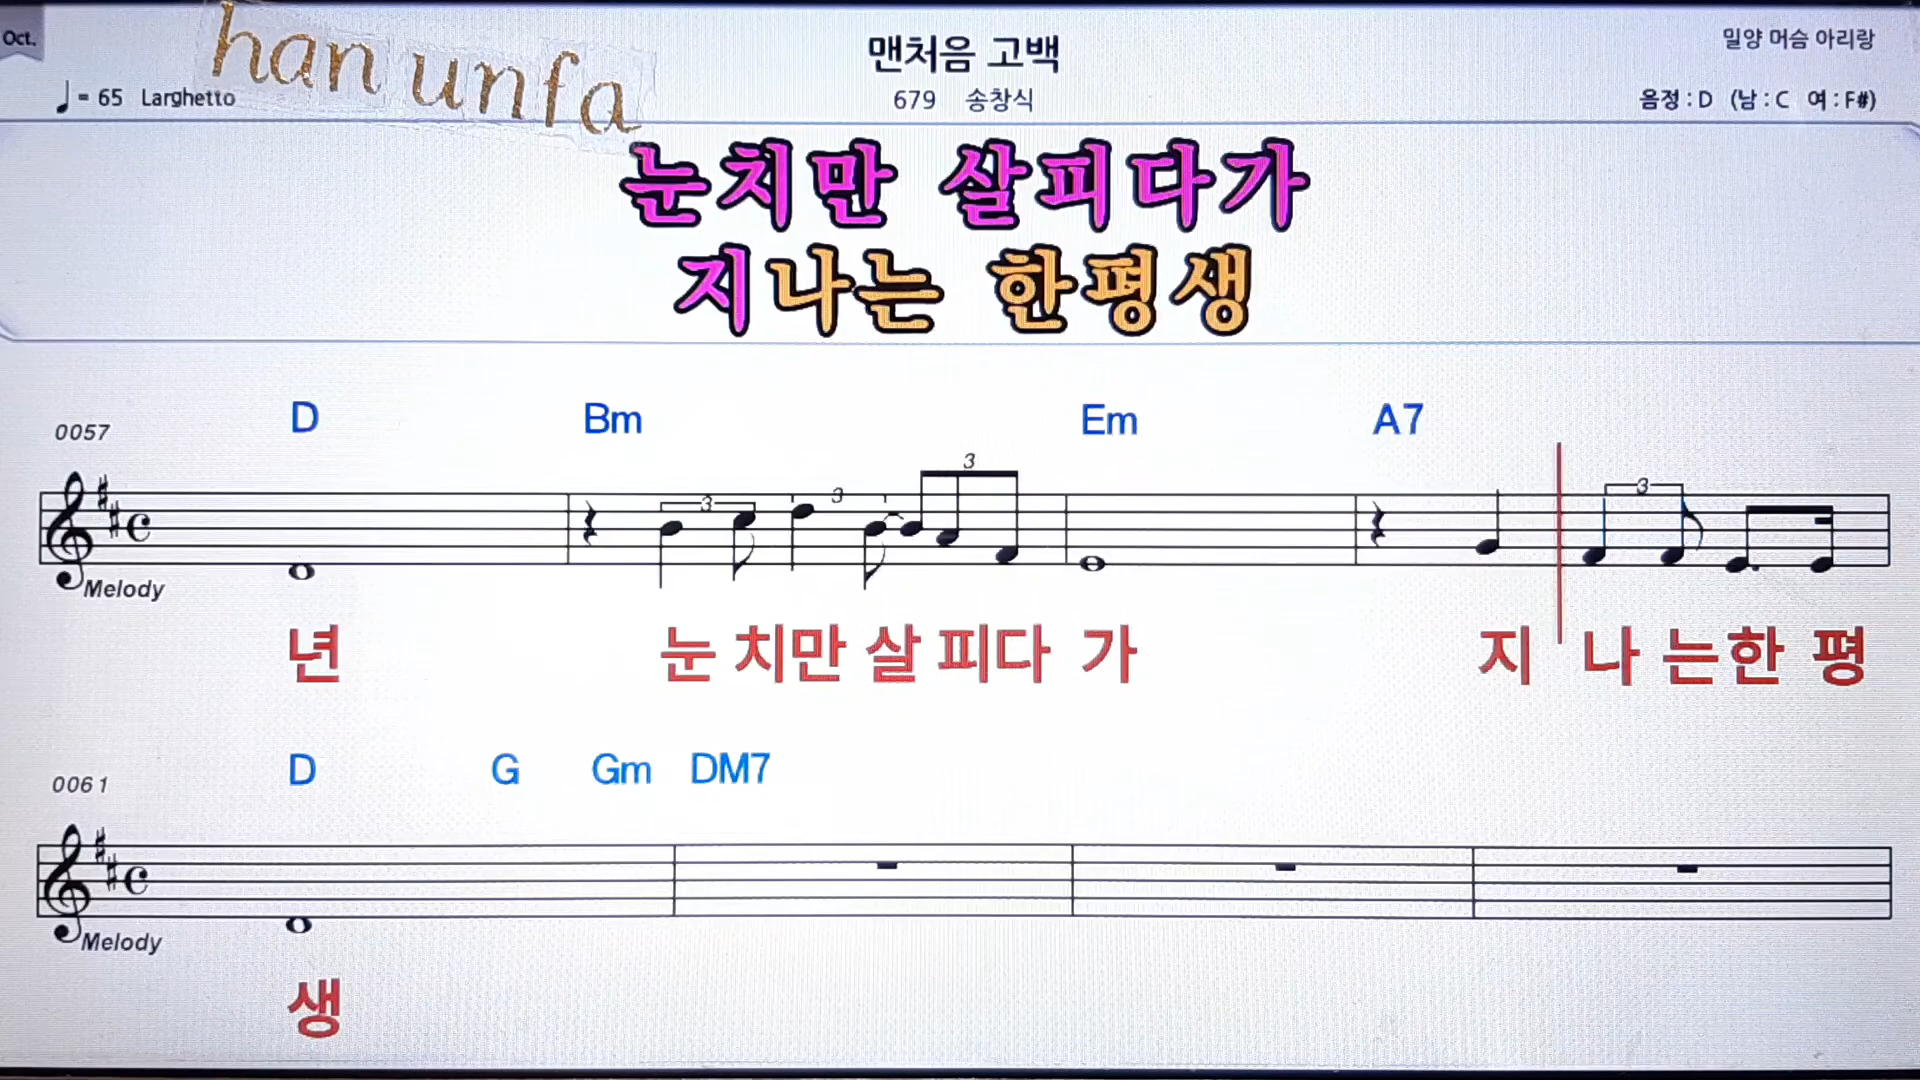 Oct.
han unfa
맨처음 고백
밀양 머슴 아리랑
♩= 65 Larghetto
679 송창식
음정 : D (남 : C 여 : F#)
눈치만 살피다가
지나는 한평생
0057
D Bm Em A7
3 3 3 3
Melody
년 눈 치만 살 피다 가 지 나 는한 평
0061
D G Gm DM7
Melody
생